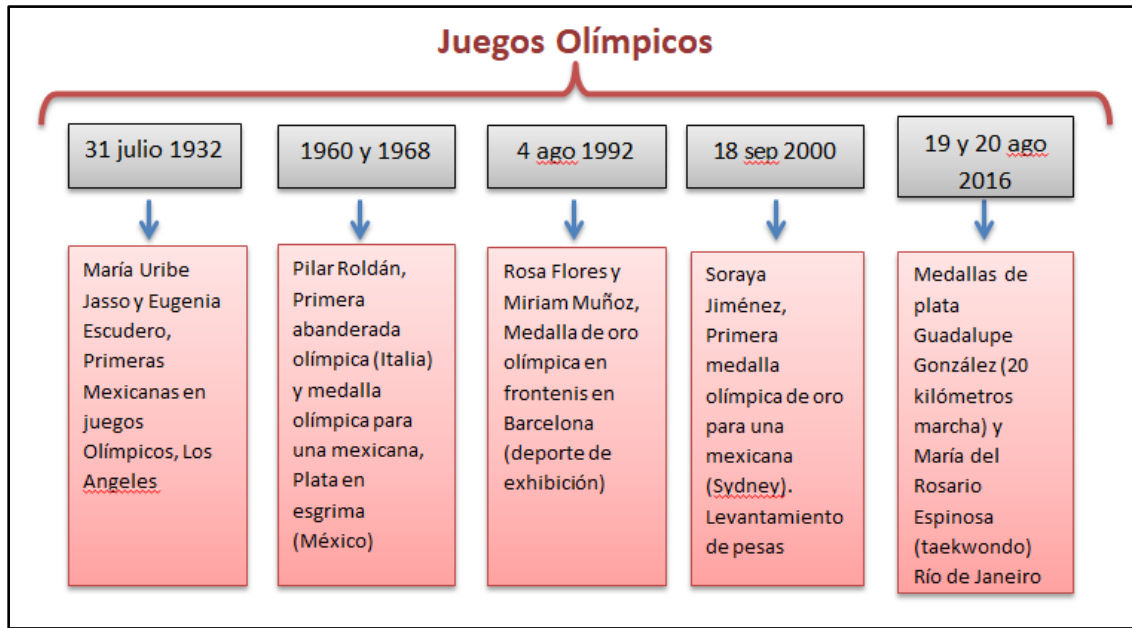 Juegos Olímpicos
31 julio 1932
María Uribe
Jasso y Eugenia
Escudero,
Primeras
Mexicanas en
juegos
Olímpicos, Los
Angeles
1960 y 1968
Pilar Roldán,
Primera
abanderada
olímpica (Italia)
y medalla
olímpica para
una mexicana,
Plata en
esgrima
(México)
4 ago 1992
Rosa Flores y
Miriam Muñoz,
Medalla de oro
olímpica en
frontenis en
Barcelona
(deporte de
exhibición)
18 sep 2000
Soraya
Jiménez,
Primera
medalla
olímpica de oro
para una
mexicana
(Sydney).
Levantamiento
de pesas
19 y 20 ago
2016
Medallas de
plata
Guadalupe
González (20
kilómetros
marcha) y
María del
Rosario
Espinosa
(taekwondo)
Río de Janeiro